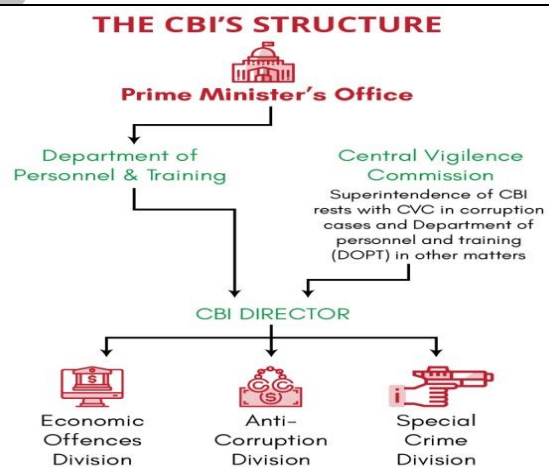 THE CBI'S STRUCTURE
Prime Minister's Office
Department of
Personnel & Training
Central Vigilence
Commission
Superintendence of CBI
rests with CVC in corruption
cases and Department of
personnel and training
(DOPT) in other matters
CBI DIRECTOR
Economic
Offences
Division
Anti-
Corruption
Division
Special
Crime
Division